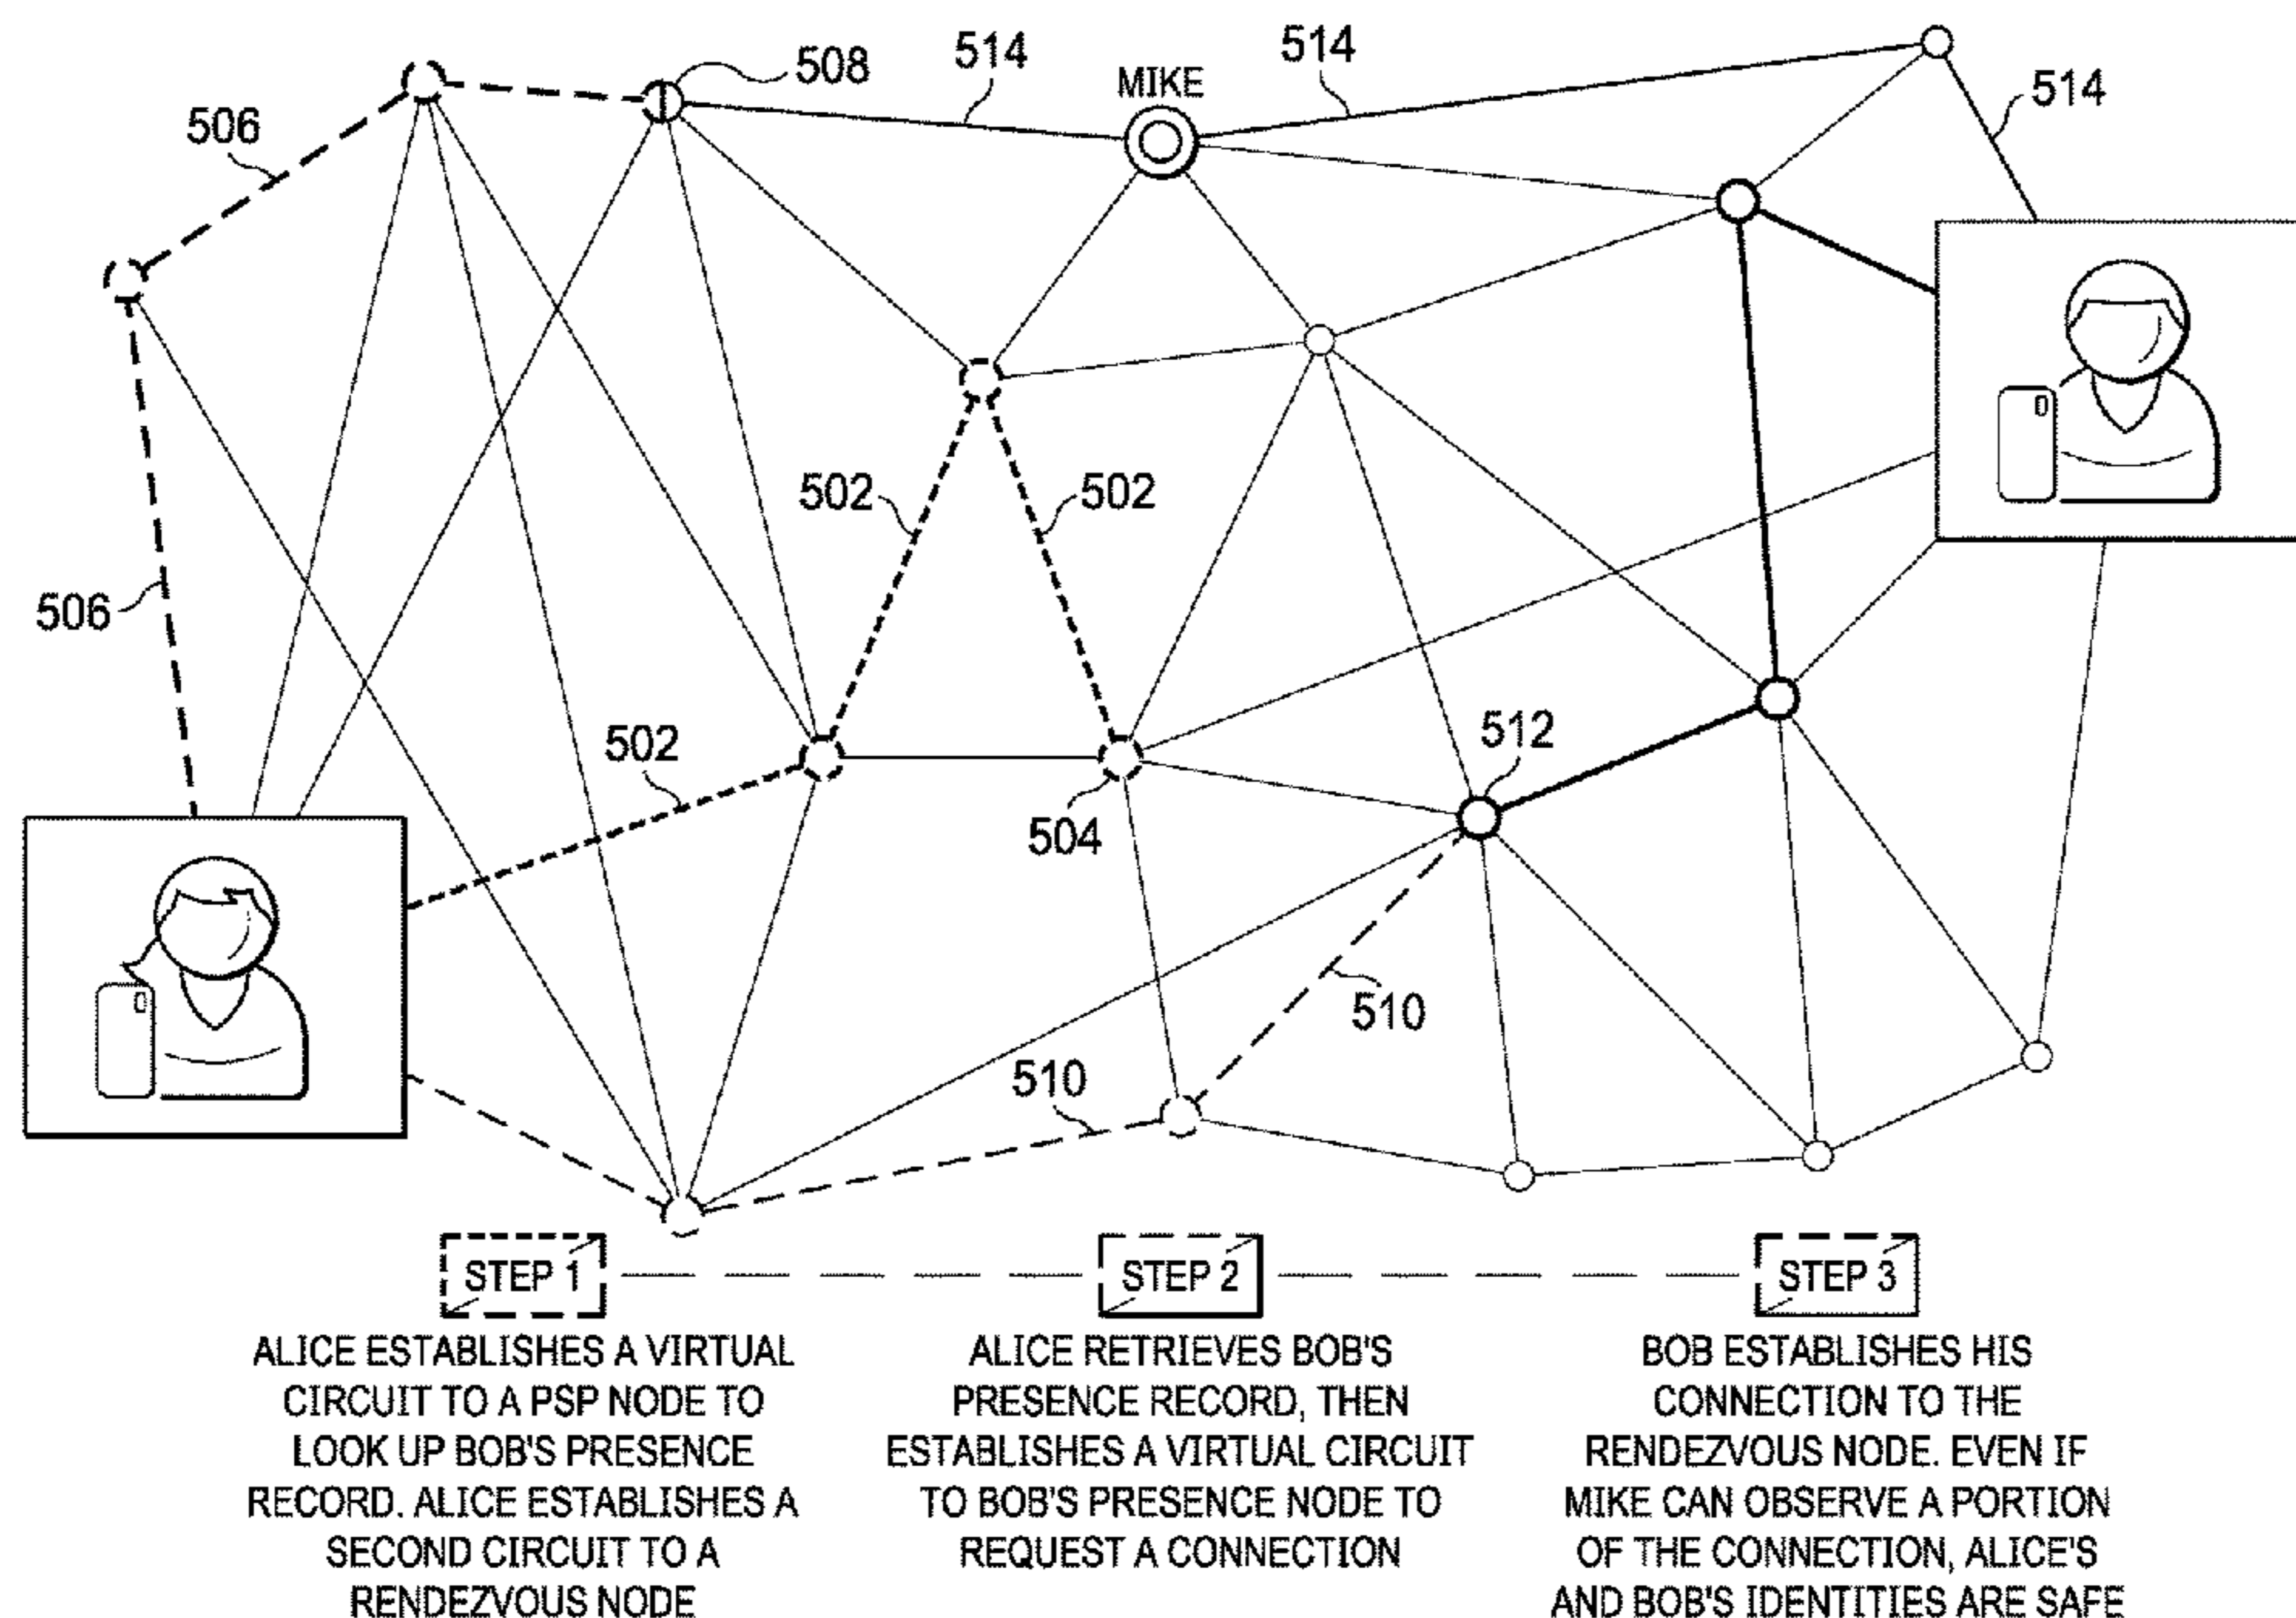 508
514
514
MIKE
514
506
502
502
506
502
512
504
510
510
STEP 1
STEP 2
STEP 3
ALICE ESTABLISHES A VIRTUAL
CIRCUIT TO A PSP NODE TO
LOOK UP BOB'S PRESENCE
RECORD. ALICE ESTABLISHES A
SECOND CIRCUIT TO A
RENDEZVOUS NODE
ALICE RETRIEVES BOB'S
PRESENCE RECORD, THEN
ESTABLISHES A VIRTUAL CIRCUIT
TO BOB'S PRESENCE NODE TO
REQUEST A CONNECTION
BOB ESTABLISHES HIS
CONNECTION TO THE
RENDEZVOUS NODE. EVEN IF
MIKE CAN OBSERVE A PORTION
OF THE CONNECTION, ALICE'S
AND BOB'S IDENTITIES ARE SAFE